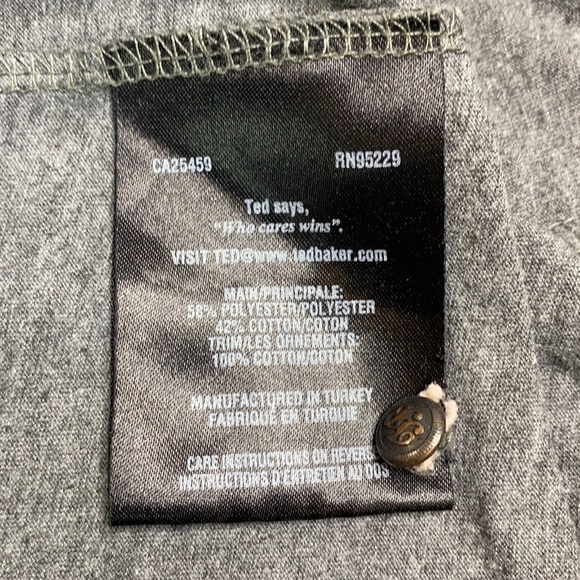 CA25459 RN95229
Ted says,
"Who cares wins".
VISIT TED@www.tedbaker.com
MAIN/PRINCIPALE:
58% POLYESTER/POLYESTER
42% COTTON/COTON
TRIM/LES ORNEMENTS:
100% COTTON/COTON
MANUFACTURED IN TURKEY
FABRIQUÉ EN TURQUIE
CARE INSTRUCTIONS ON REVERS
INSTRUCTIONS D'ENTRETIEN AU DOS